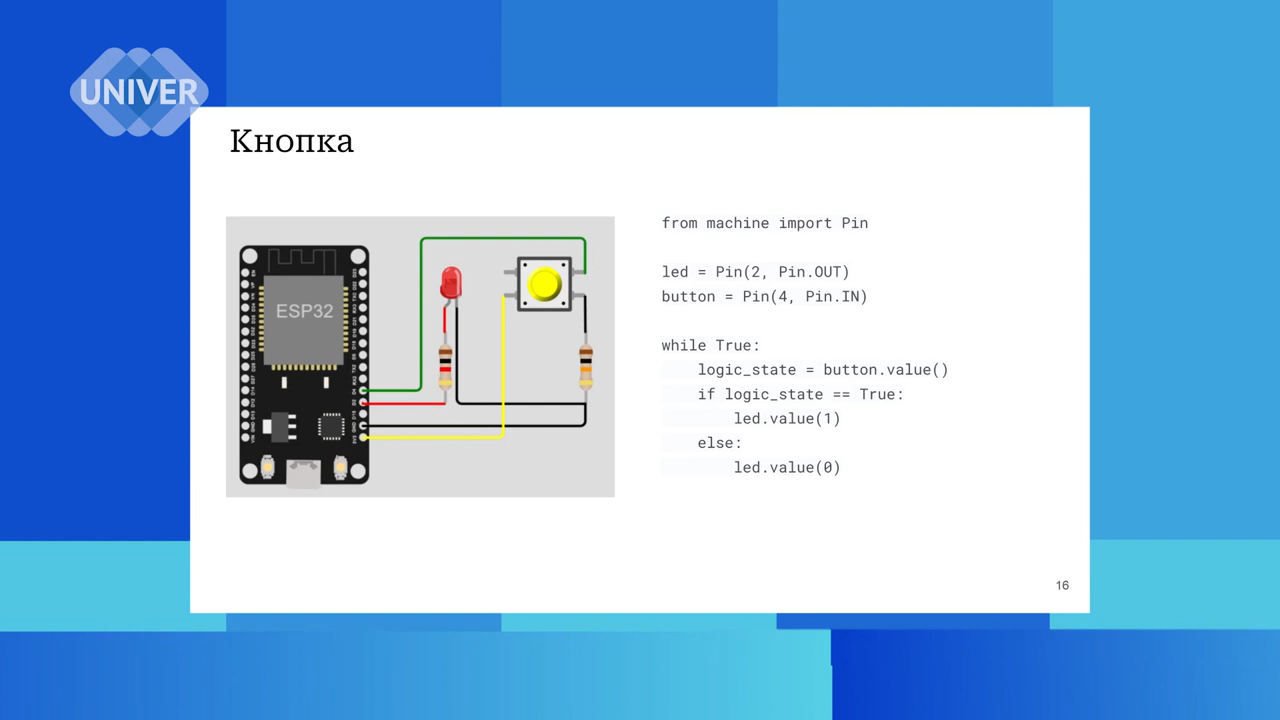 UNIVER
Кнопка
ESP32
from machine import Pin
led = Pin(2, Pin.OUT)
button = Pin(4, Pin.IN)
while True:
    logic_state = button.value()
    if logic_state == True:
        led.value(1)
    else:
        led.value(0)
16